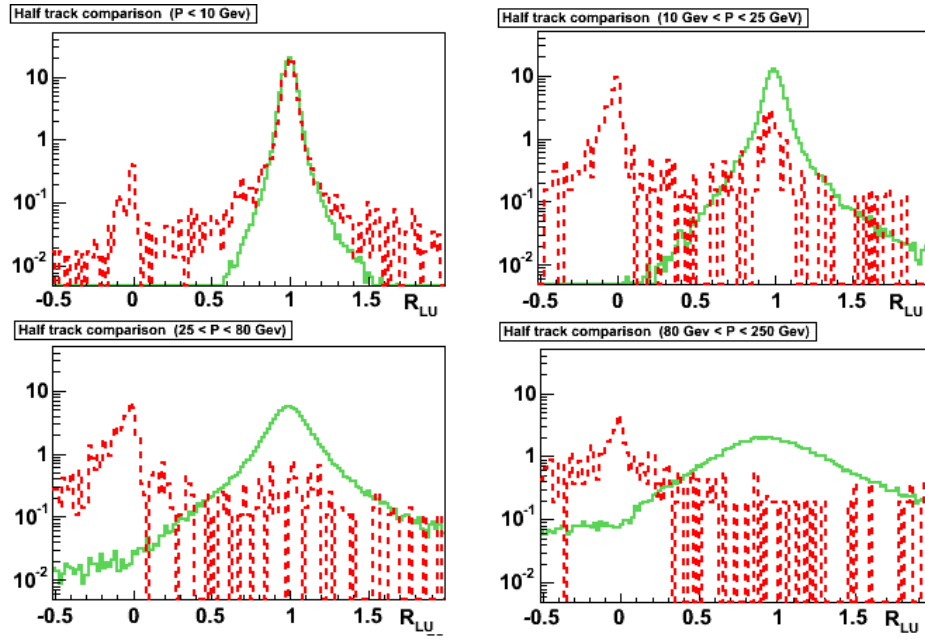 Half track comparison (P < 10 Gev)
10
1
10-1
10-2
-0.5 0 0.5 1 1.5
RLU
Half track comparison (10 Gev < P < 25 GeV)
10
1
10-1
10-2
-0.5 0 0.5 1 1.5
RLU
Half track comparison (25 < P < 80 Gev)
10
1
10-1
10-2
-0.5 0 0.5 1 1.5
RLU
Half track comparison (80 Gev < P < 250 Gev)
10
1
10-1
10-2
-0.5 0 0.5 1 1.5
RLU